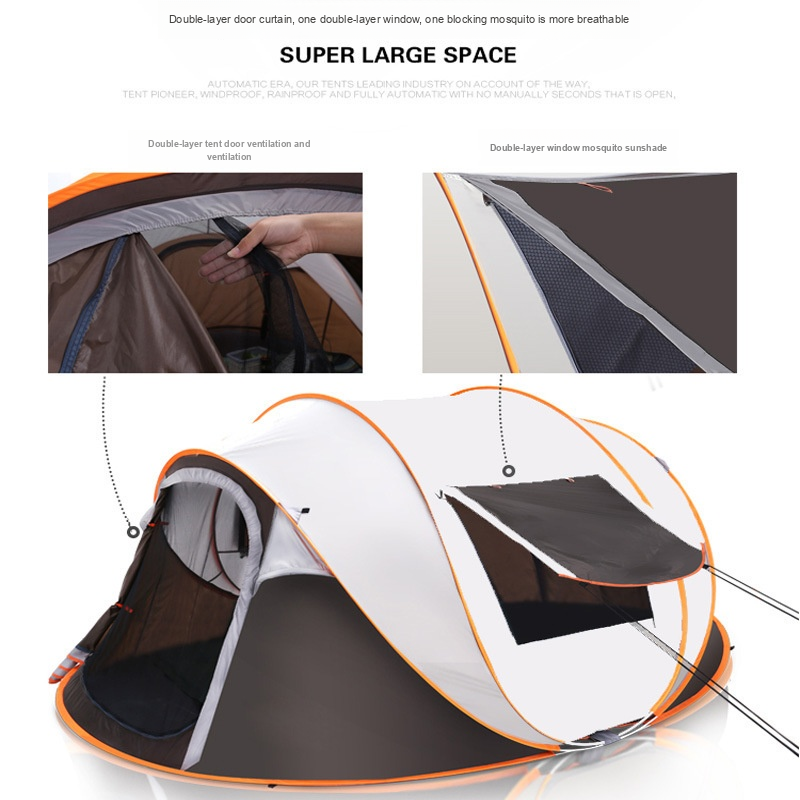 Double-layer door curtain, one double-layer window, one blocking mosquito is more breathable
SUPER LARGE SPACE
AUTOMATIC ERA, OUR TENTS LEADING INDUSTRY ON ACCOUNT OF THE WAY;
TENT PIONEER, WINDPROOF, RAINPROOF AND FULLY AUTOMATIC WITH NO MANUALLY SECONDS THAT IS OPEN,
Double-layer tent door ventilation and
ventilation
Double-layer window mosquito sunshade